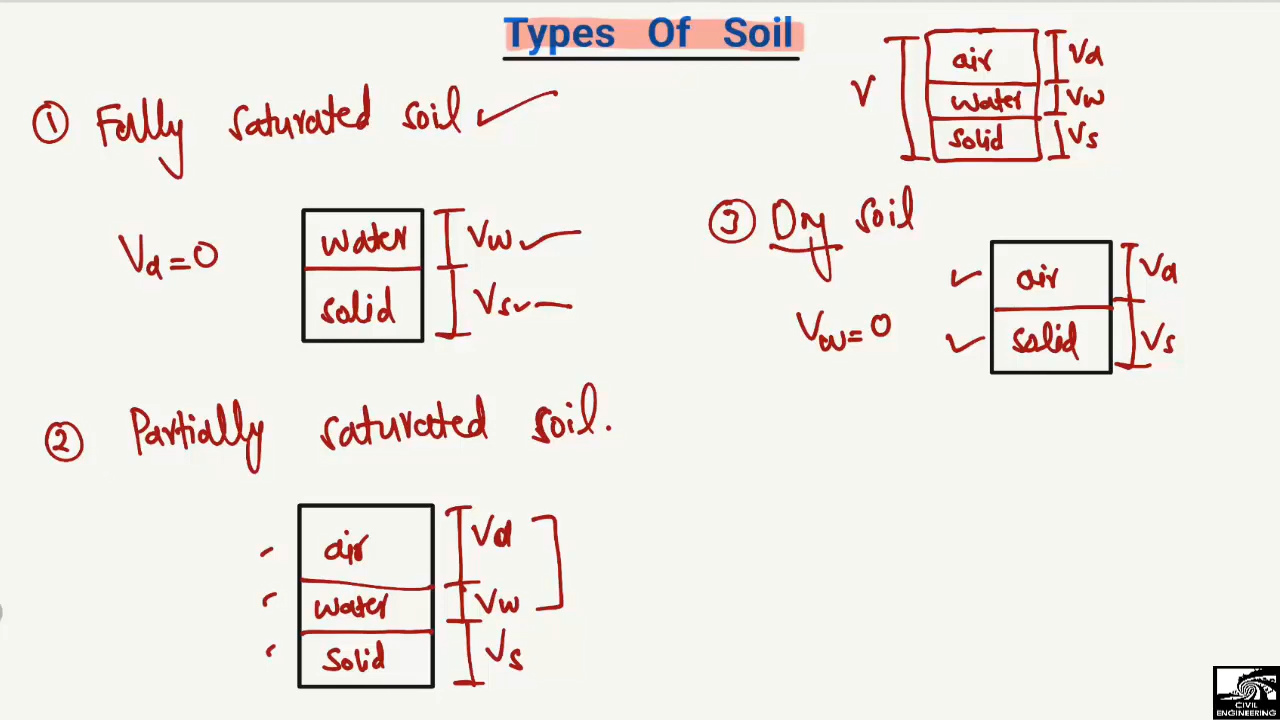 Types Of Soil
air Va
V water Vw
solid Vs
① Fully saturated soil
Va = 0
water Vw
solid Vs
③ Dry soil
air Va
Vw = 0
solid Vs
② Partially saturated soil.
air Va
water Vw
solid Vs
CIVIL
ENGINEERING